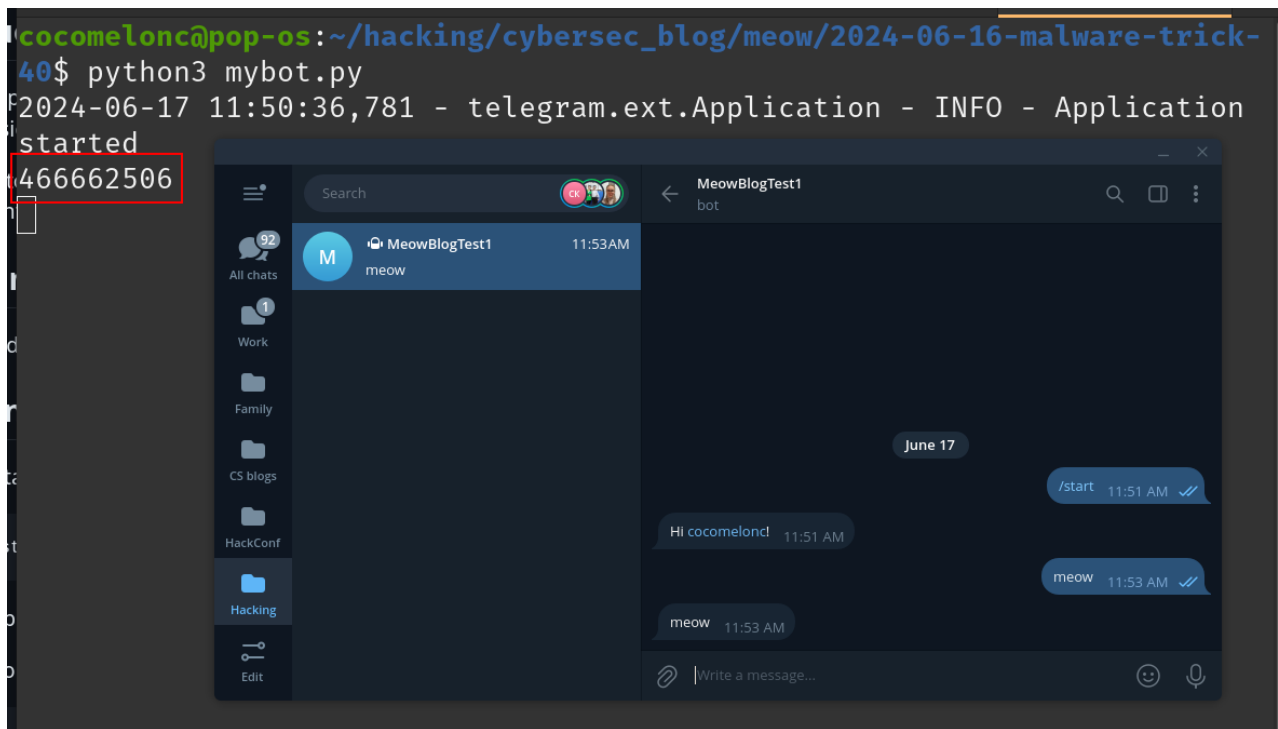 cocomelonc@pop-os:~/hacking/cybersec_blog/meow/2024-06-16-malware-trick-
40$ python3 mybot.py
2024-06-17 11:50:36,781 - telegram.ext.Application - INFO - Application
started
466662506
Search
CK
MeowBlogTest1
bot
92
All chats
1
Work
Family
CS blogs
HackConf
Hacking
Edit
M
MeowBlogTest1 11:53AM
meow
June 17
/start 11:51 AM
Hi cocomelonc! 11:51 AM
meow 11:53 AM
meow 11:53 AM
Write a message...